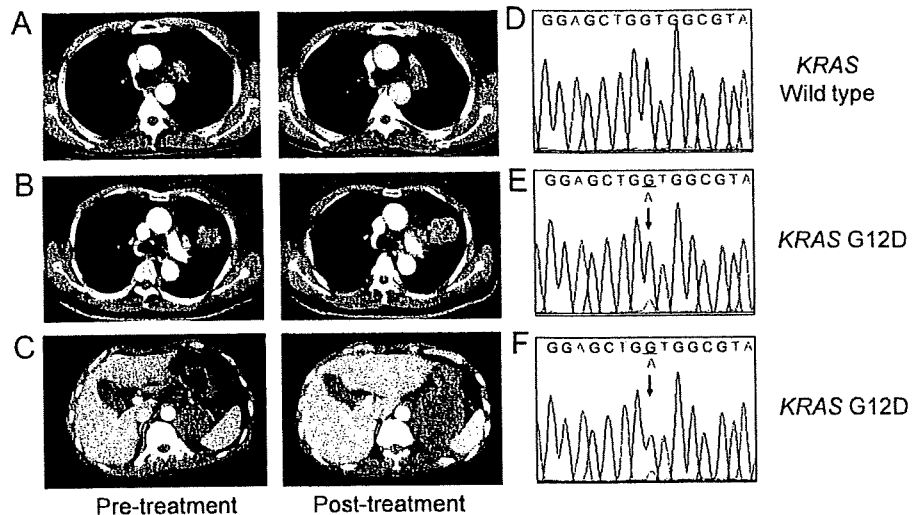 A
D
GGAGCTGGTGGCGTA
KRAS
Wild type
B
E
GGAGCTGGTGGCGTA
A
KRAS G12D
C
F
GGAGCTGGTGGCGTA
A
KRAS G12D
Pre-treatment
Post-treatment